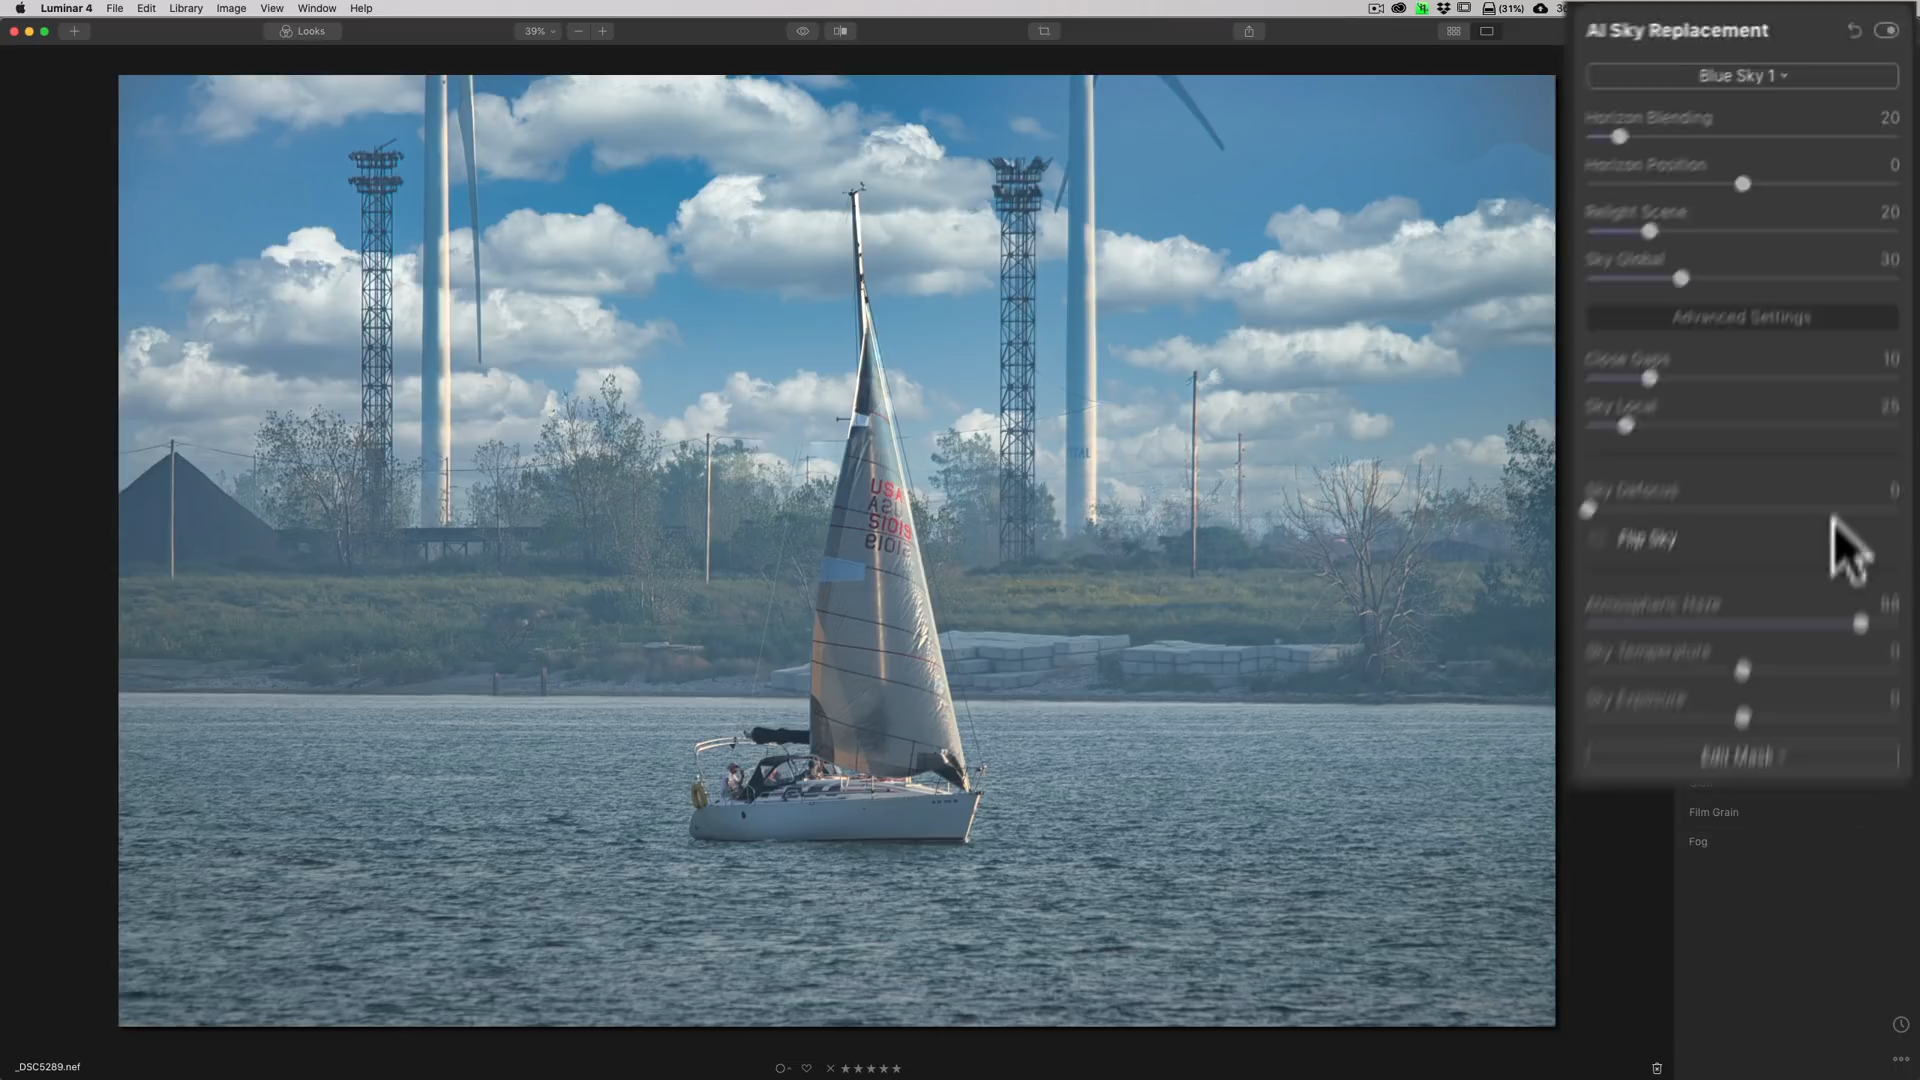 Luminar 4 File Edit Library Image View Window Help
(31%)
Looks
39%
AI Sky Replacement
Blue Sky 1
Horizon Blending 20
Horizon Position 0
Relight Scene 20
Sky Global 30
Advanced Settings
Close Gaps 10
Sky Local 25
Sky Defocus 0
Flip Sky
Atmospheric Haze
Sky Temperature 0
Sky Exposure 0
Edit Mask
Film Grain
Fog
USA
USA
51019
51019
_DSC5289.nef